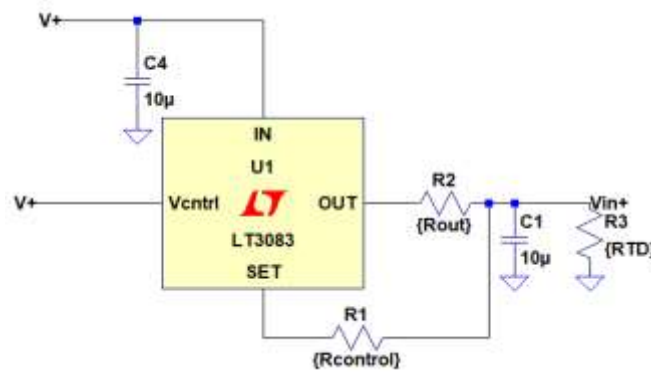 V+
C4
10µ
IN
U1
V+
Vcntrl
OUT
LT3083
SET
R2
{Rout}
C1
10µ
Vin+
R3
{RTD}
R1
{Rcontrol}